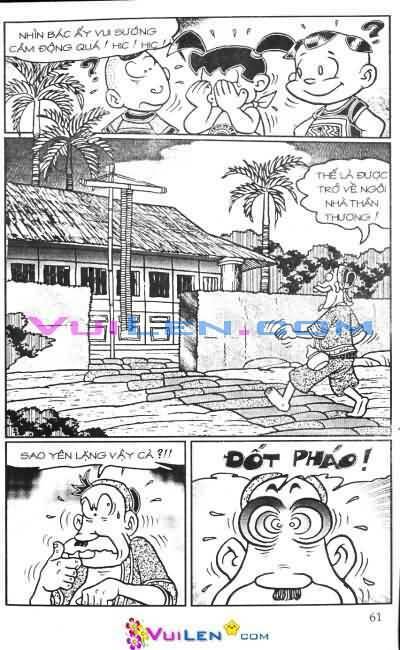 NHÌN BÁC ẤY VUI SƯỚNG
CẢM ĐỘNG QUÁ! HIC! HIC!
?
?
THẾ LÀ ĐƯỢC
TRỞ VỀ NGÔI
NHÀ THÂN
THƯƠNG!
VUILEN.COM
SAO YÊN LẶNG VẬY CÀ?!!
ĐỐT PHÁO!
61
VUILEN.COM